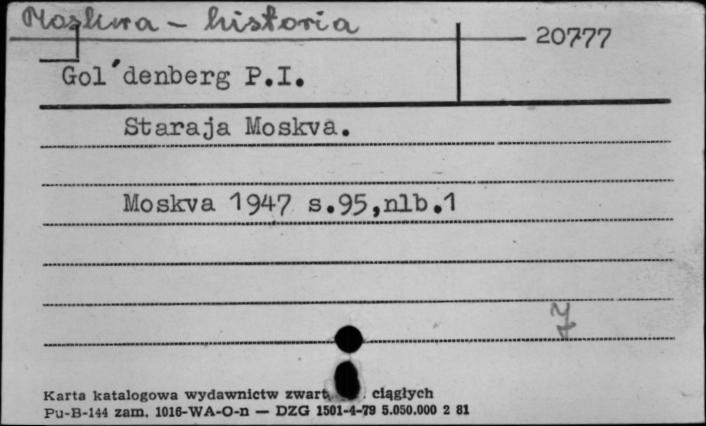 Moskwa - historia
20777
Gol'denberg P.I.
Staraja Moskva.
Moskva 1947 s.95,nlb.1
7
Karta katalogowa wydawnictw zwart ciągłych
Pu-B-144 zam. 1016-WA-O-n — DZG 1501-4-79 5.050.000 2 81